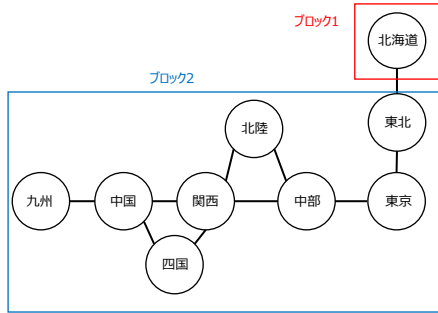 ブロック1
北海道
ブロック2
北陸
東北
九州
中国
関西
中部
東京
四国